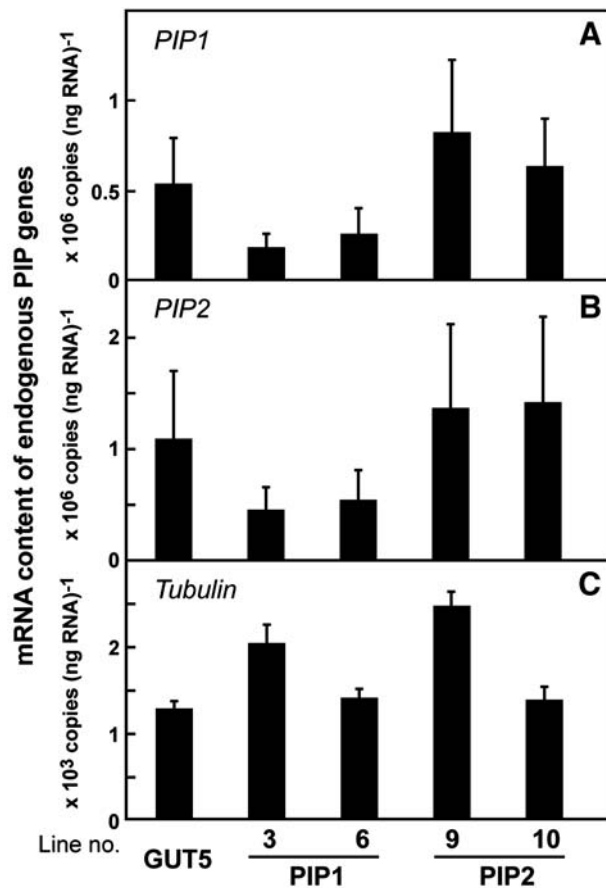 mRNA content of endogenous PIP genes
PIP1
A
x 10⁶ copies (ng RNA)⁻¹
1
0.5
0
PIP2
B
x 10⁶ copies (ng RNA)⁻¹
2
1
0
Tubulin
C
x 10³ copies (ng RNA)⁻¹
2
1
0
Line no.
GUT5
3
6
9
10
PIP1
PIP2